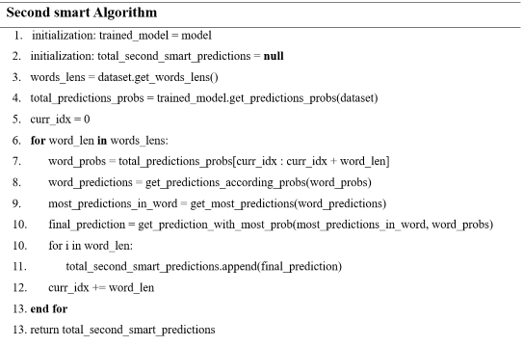 Second smart Algorithm
1. initialization: trained_model = model
2. initialization: total_second_smart_predictions = null
3. words_lens = dataset.get_words_lens()
4. total_predictions_probs = trained_model.get_predictions_probs(dataset)
5. curr_idx = 0
6. for word_len in words_lens:
7. word_probs = total_predictions_probs[curr_idx : curr_idx + word_len]
8. word_predictions = get_predictions_according_probs(word_probs)
9. most_predictions_in_word = get_most_predictions(word_predictions)
10. final_prediction = get_prediction_with_most_prob(most_predictions_in_word, word_probs)
10. for i in word_len:
11. total_second_smart_predictions.append(final_prediction)
12. curr_idx += word_len
13. end for
13. return total_second_smart_predictions